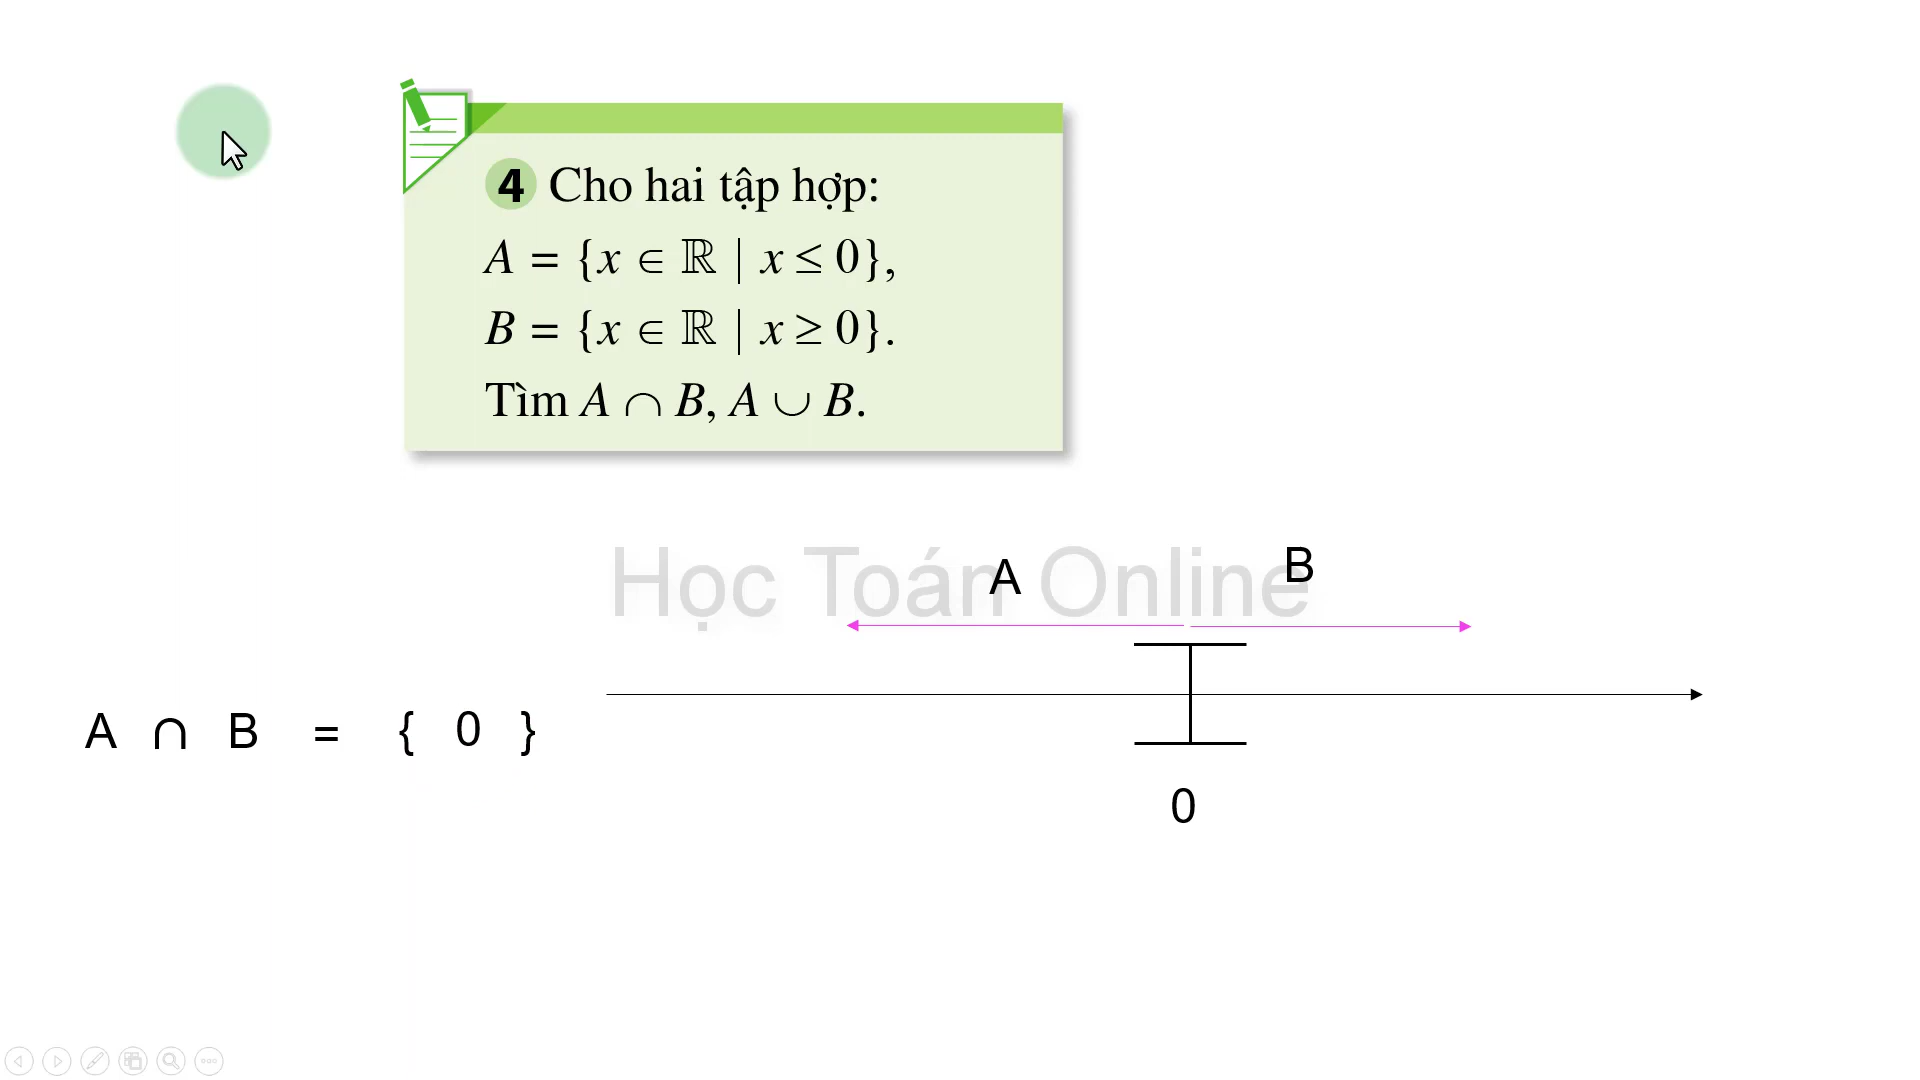 4 Cho hai tập hợp:
A = {x ∈ ℝ | x ≤ 0},
B = {x ∈ ℝ | x ≥ 0}.
Tìm A ∩ B, A ∪ B.
Học Toán Online
A B
A ∩ B = { 0 }
0